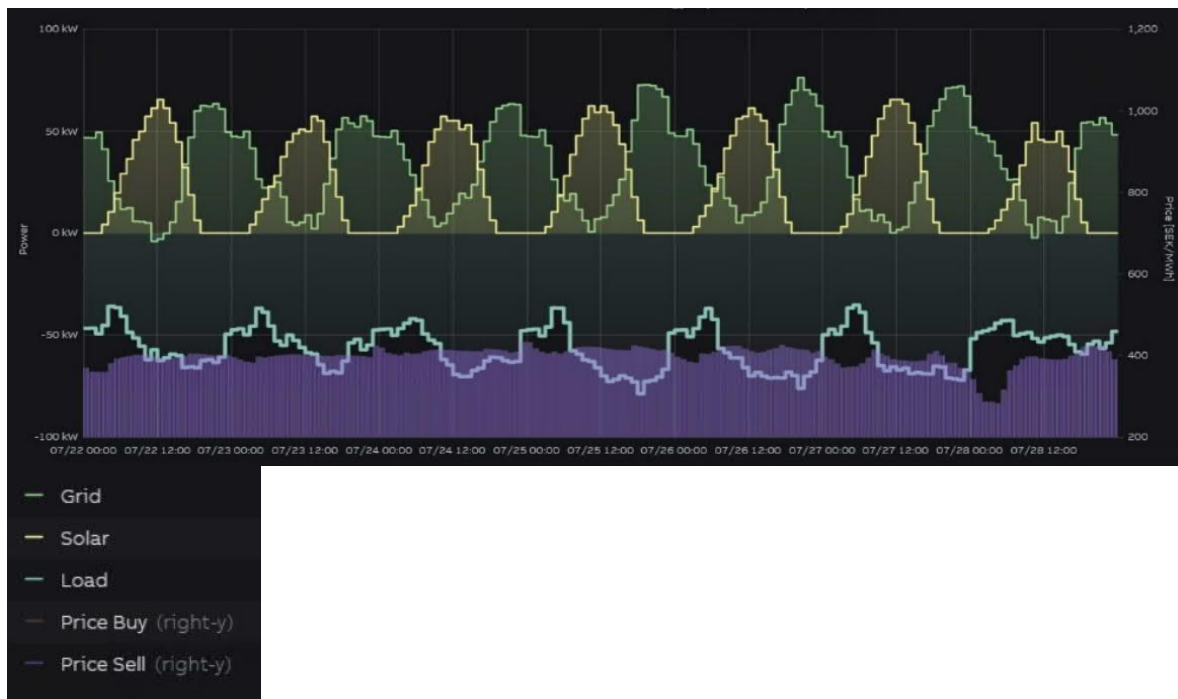 100 kW
50 kW
0 kW
-50 kW
-100 kW
Power
1,200
1,000
800
600
400
200
Price [SEK/MWh]
07/22 00:00 07/22 12:00 07/23 00:00 07/23 12:00 07/24 00:00 07/24 12:00 07/25 00:00 07/25 12:00 07/26 00:00 07/26 12:00 07/27 00:00 07/27 12:00 07/28 00:00 07/28 12:00
Grid
Solar
Load
Price Buy (right-y)
Price Sell (right-y)